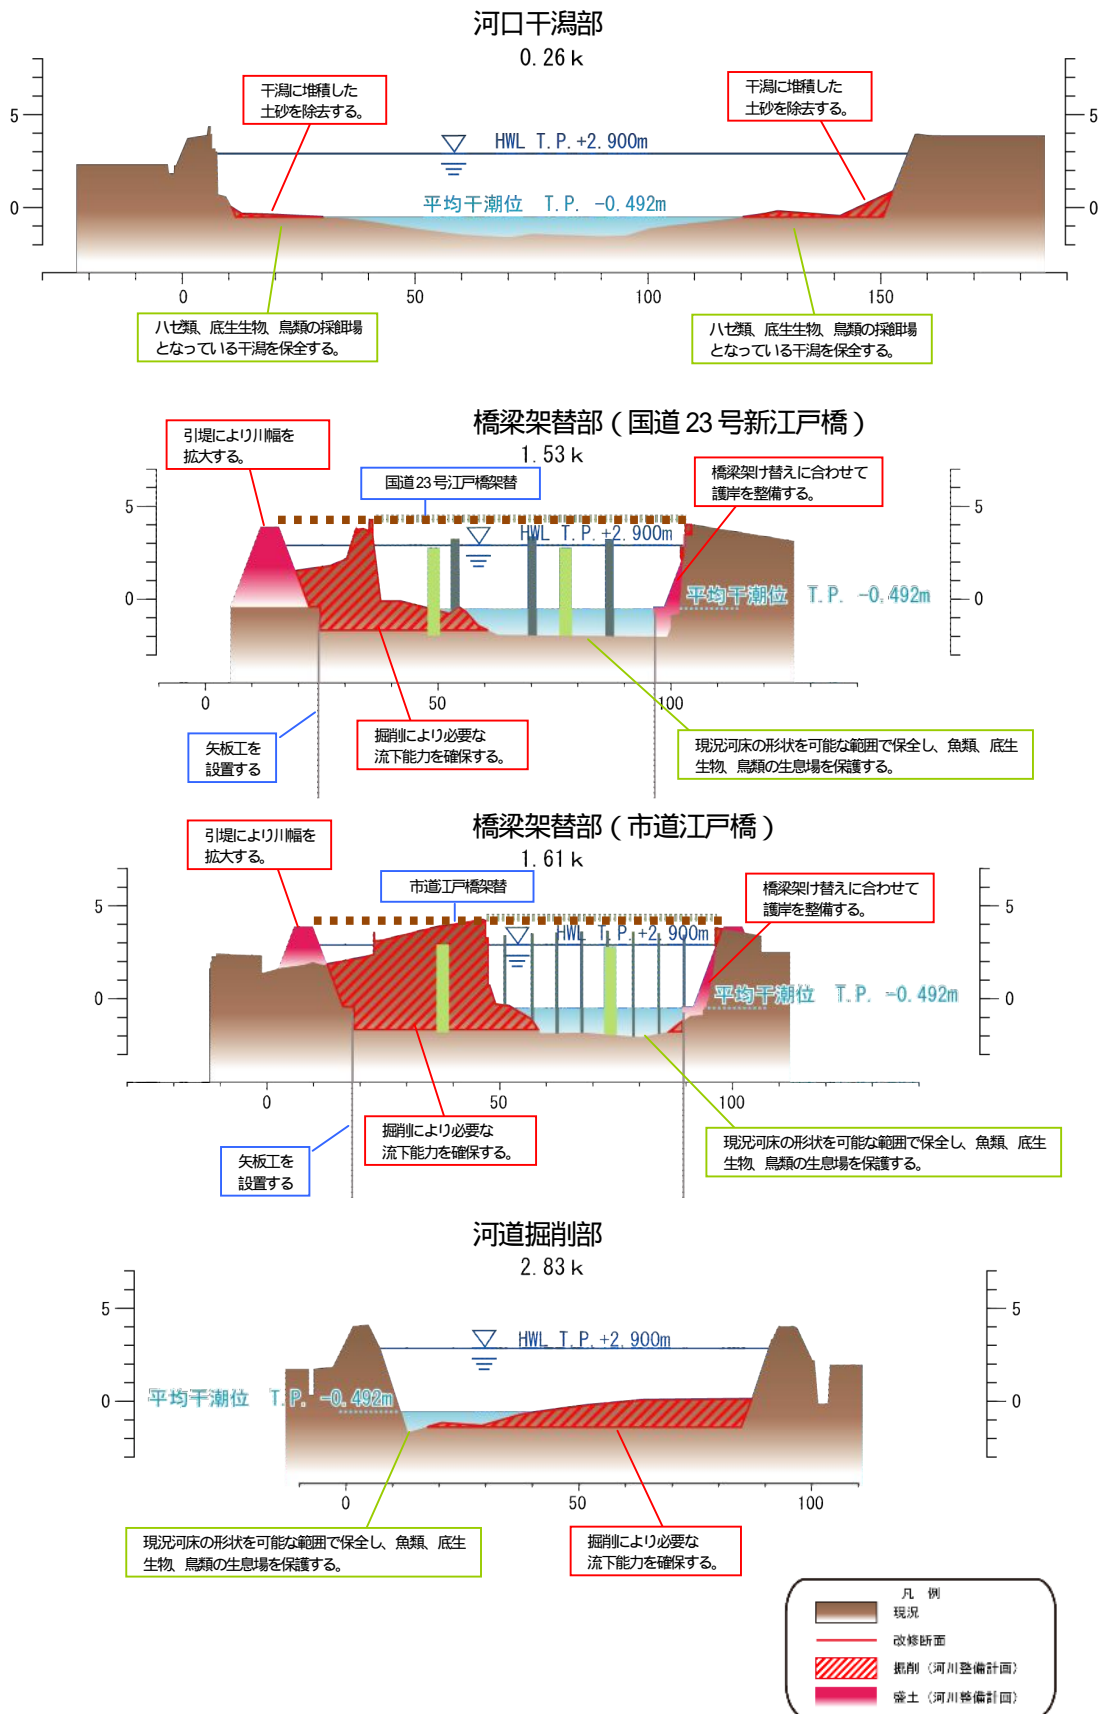 河口干潟部
0.26k
干潟に堆積した
土砂を除去する。
干潟に堆積した
土砂を除去する。
HWL T.P.+2.900m
平均干潮位 T.P. -0.492m
5
0
5
0
0
50
100
150
ハゼ類、底生生物、鳥類の採餌場
となっている干潟を保全する。
ハゼ類、底生生物、鳥類の採餌場
となっている干潟を保全する。
橋梁架替部（国道23号新江戸橋）
1.53k
引堤により川幅を
拡大する。
国道23号江戸橋架替
橋梁架け替えに合わせて
護岸を整備する。
HWL T.P.+2.900m
平均干潮位 T.P. -0.492m
5
0
5
0
0
50
100
矢板工を
設置する
掘削により必要な
流下能力を確保する。
現況河床の形状を可能な範囲で保全し、魚類、底生
生物、鳥類の生息場を保護する。
橋梁架替部（市道江戸橋）
1.61k
引堤により川幅を
拡大する。
市道江戸橋架替
橋梁架け替えに合わせて
護岸を整備する。
HWL T.P.+2.900m
平均干潮位 T.P. -0.492m
5
0
5
0
0
50
100
矢板工を
設置する
掘削により必要な
流下能力を確保する。
現況河床の形状を可能な範囲で保全し、魚類、底生
生物、鳥類の生息場を保護する。
河道掘削部
2.83k
HWL T.P.+2.900m
平均干潮位 T.P. -0.492m
5
0
5
0
0
50
100
現況河床の形状を可能な範囲で保全し、魚類、底生
生物、鳥類の生息場を保護する。
掘削により必要な
流下能力を確保する。
凡 例
現況
改修断面
掘削（河川整備計画）
盛土（河川整備計画）